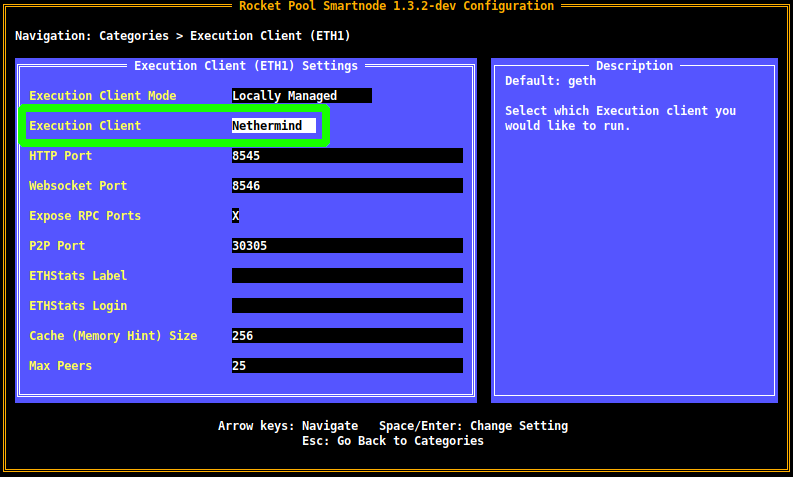 Rocket Pool Smartnode 1.3.2-dev Configuration
Navigation: Categories > Execution Client (ETH1)
Execution Client (ETH1) Settings
Execution Client Mode Locally Managed
Execution Client Nethermind
HTTP Port 8545
Websocket Port 8546
Expose RPC Ports X
P2P Port 30305
ETHStats Label
ETHStats Login
Cache (Memory Hint) Size 256
Max Peers 25
Description
Default: geth
Select which Execution client you
would like to run.
Arrow keys: Navigate Space/Enter: Change Setting
Esc: Go Back to Categories